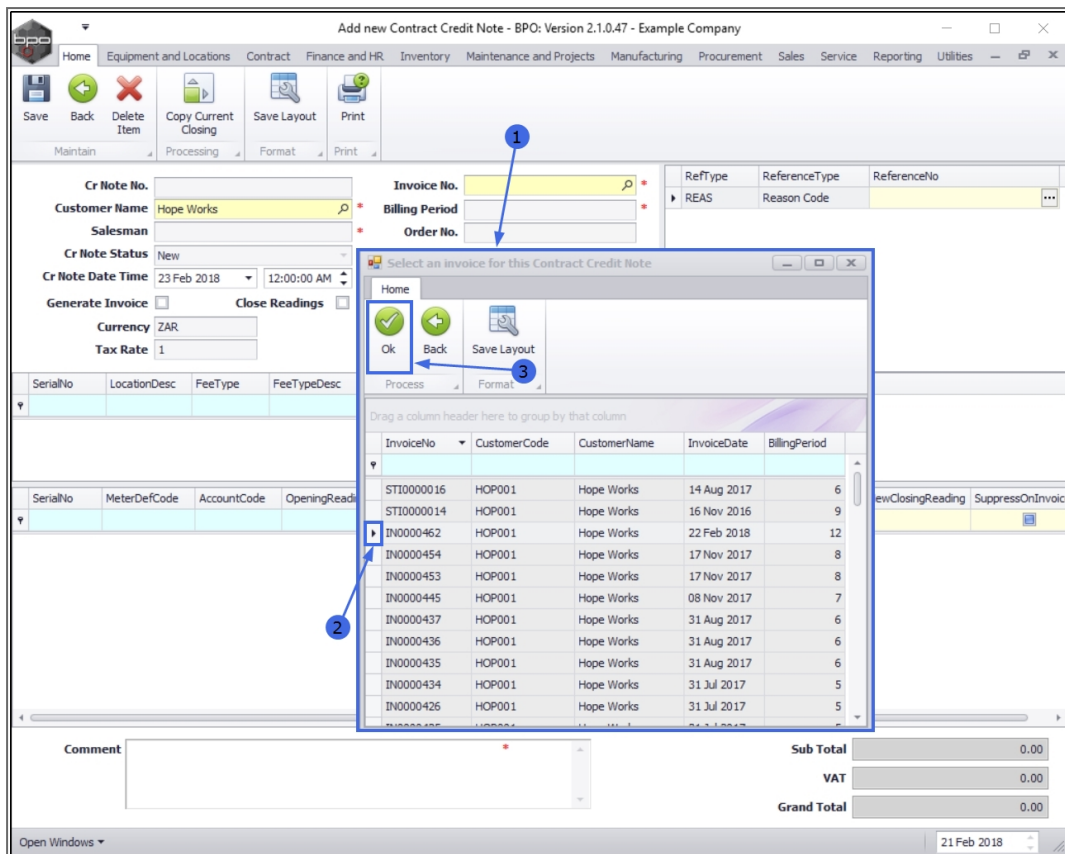 Add new Contract Credit Note - BPO: Version 2.1.0.47 - Example Company
bpo
Home Equipment and Locations Contract Finance and HR Inventory Maintenance and Projects Manufacturing Procurement Sales Service Reporting Utilities
Save Back Delete Item Copy Current Closing Save Layout Print
Maintain Processing Format Print
1
Cr Note No.
Customer Name Hope Works *
Salesman *
Cr Note Status New
Cr Note Date Time 23 Feb 2018 12:00:00 AM
Generate Invoice Close Readings
Currency ZAR
Tax Rate 1
Invoice No. *
Billing Period *
Order No.
RefType ReferenceType ReferenceNo
REAS Reason Code ...
SerialNo LocationDesc FeeType FeeTypeDesc
SerialNo MeterDefCode AccountCode OpeningReadi
ewClosingReading SuppressOnInvoic
Select an invoice for this Contract Credit Note
Home
Ok Back Save Layout
3
Process Format
Drag a column header here to group by that column
InvoiceNo CustomerCode CustomerName InvoiceDate BillingPeriod
STI0000016 HOP001 Hope Works 14 Aug 2017 6
STI0000014 HOP001 Hope Works 16 Nov 2016 9
IN0000462 HOP001 Hope Works 22 Feb 2018 12
IN0000454 HOP001 Hope Works 17 Nov 2017 8
IN0000453 HOP001 Hope Works 17 Nov 2017 8
IN0000445 HOP001 Hope Works 08 Nov 2017 7
IN0000437 HOP001 Hope Works 31 Aug 2017 6
2
IN0000436 HOP001 Hope Works 31 Aug 2017 6
IN0000435 HOP001 Hope Works 31 Aug 2017 6
IN0000434 HOP001 Hope Works 31 Jul 2017 5
IN0000426 HOP001 Hope Works 31 Jul 2017 5
Comment *
Sub Total 0.00
VAT 0.00
Grand Total 0.00
Open Windows 21 Feb 2018